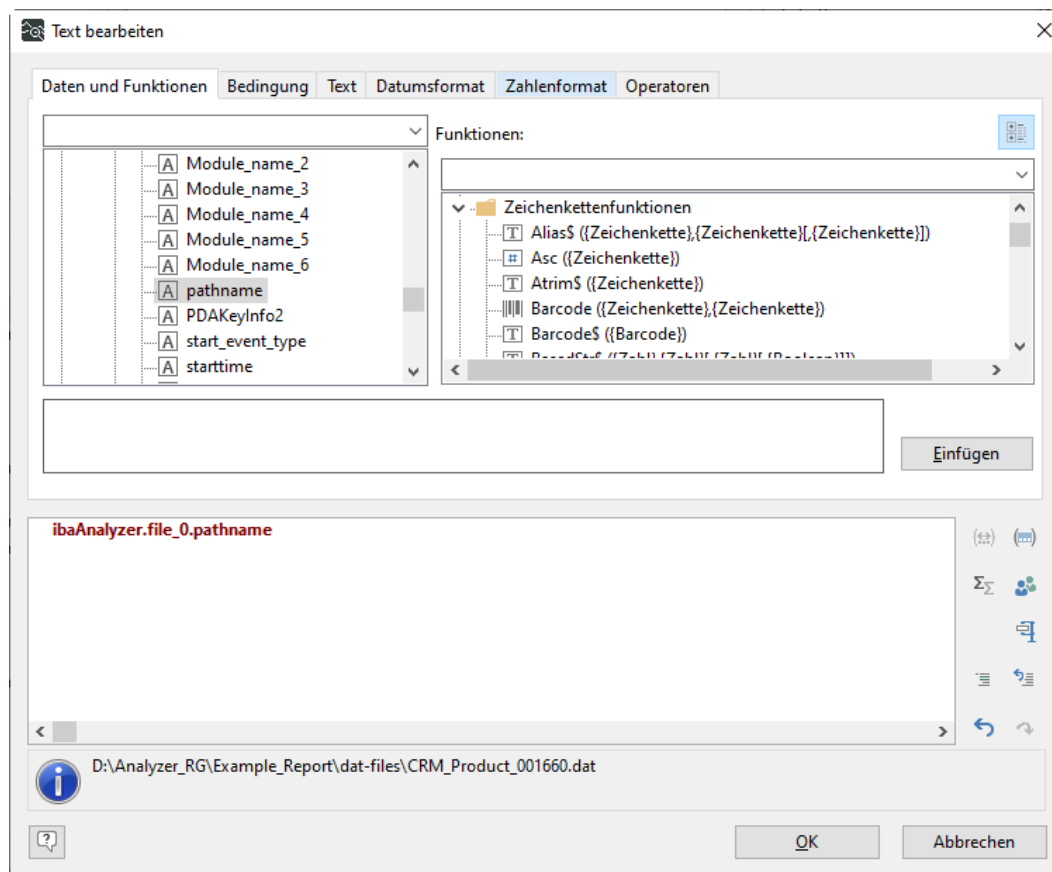 Text bearbeiten
Daten und Funktionen Bedingung Text Datumsformat Zahlenformat Operatoren
Funktionen:
Module_name_2
Module_name_3
Module_name_4
Module_name_5
Module_name_6
pathname
PDAKeyInfo2
start_event_type
starttime
Zeichenkettenfunktionen
Alias$ ({Zeichenkette},{Zeichenkette}[,{Zeichenkette}])
Asc ({Zeichenkette})
Atrim$ ({Zeichenkette})
Barcode ({Zeichenkette},{Zeichenkette})
Barcode$ ({Barcode})
Einfügen
ibaAnalyzer.file_0.pathname
D:\Analyzer_RG\Example_Report\dat-files\CRM_Product_001660.dat
OK Abbrechen